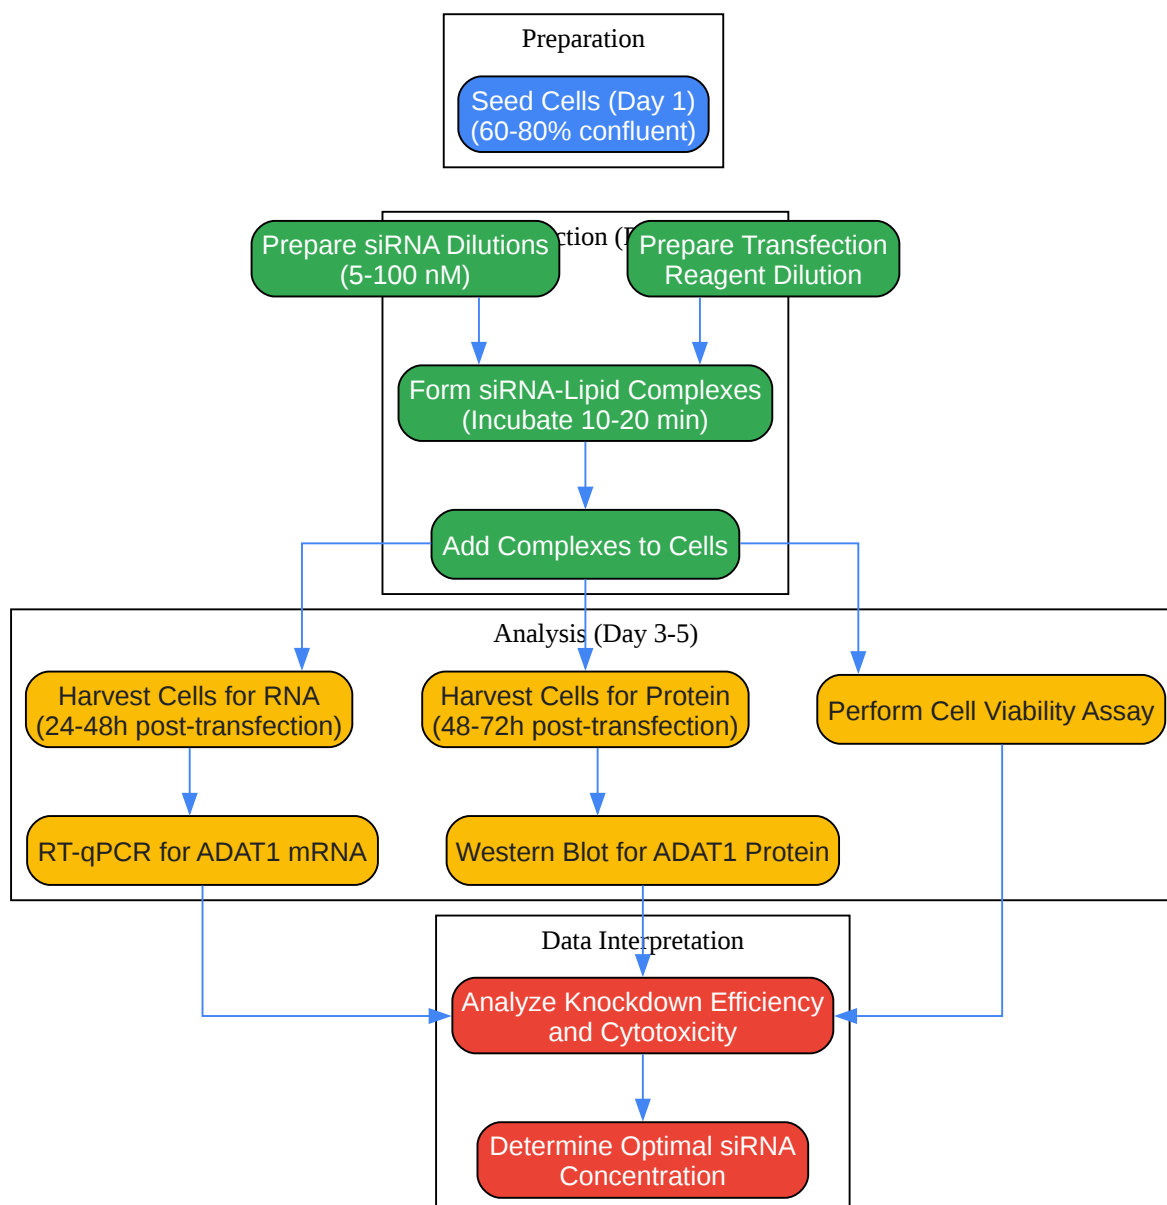 Preparation
Seed Cells (Day 1)
(60-80% confluent)
Prepare siRNA Dilutions
(5-100 nM)
Prepare Transfection
Reagent Dilution
Form siRNA-Lipid Complexes
(Incubate 10-20 min)
Add Complexes to Cells
Analysis (Day 3-5)
Harvest Cells for RNA
(24-48h post-transfection)
Harvest Cells for Protein
(48-72h post-transfection)
Perform Cell Viability Assay
RT-qPCR for ADAT1 mRNA
Western Blot for ADAT1 Protein
Data Interpretation
Analyze Knockdown Efficiency
and Cytotoxicity
Determine Optimal siRNA
Concentration